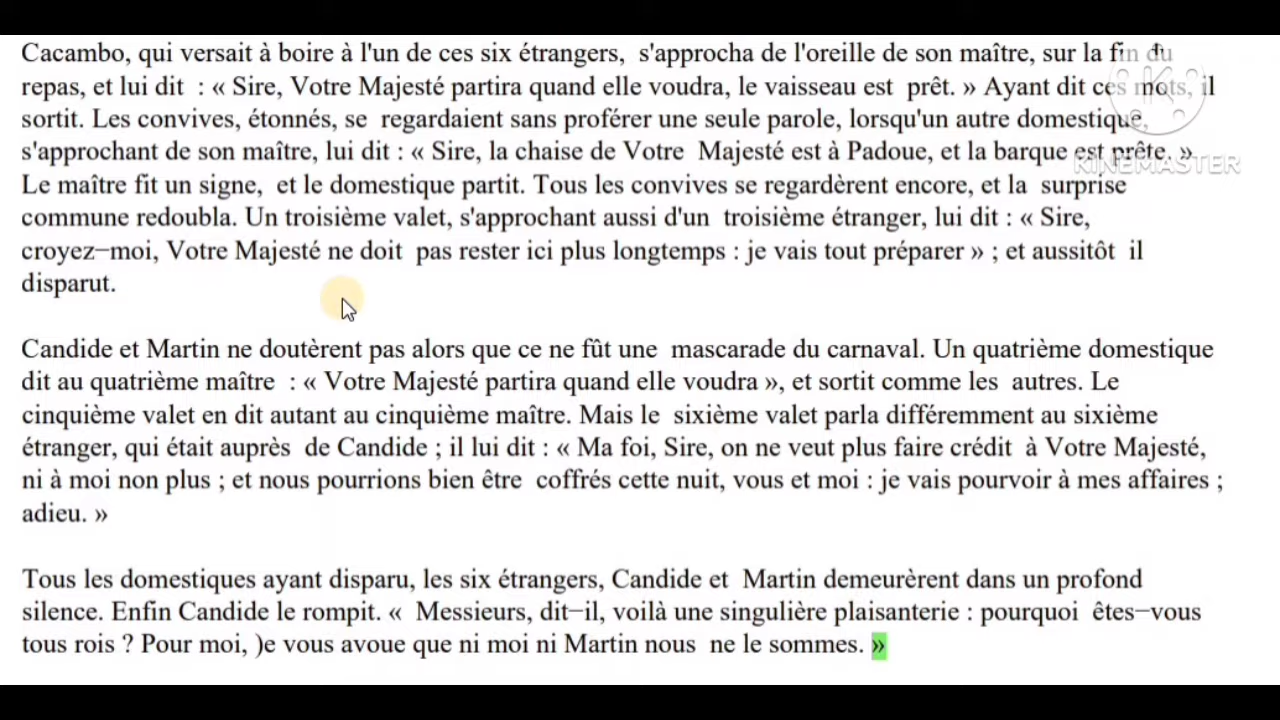 Cacambo, qui versait à boire à l'un de ces six étrangers, s'approcha de l'oreille de son maître, sur la fin du
repas, et lui dit : « Sire, Votre Majesté partira quand elle voudra, le vaisseau est prêt. » Ayant dit ces mots, il
sortit. Les convives, étonnés, se regardaient sans proférer une seule parole, lorsqu'un autre domestique,
s'approchant de son maître, lui dit : « Sire, la chaise de Votre Majesté est à Padoue, et la barque est prête. »
KINEMASTER
Le maître fit un signe, et le domestique partit. Tous les convives se regardèrent encore, et la surprise
commune redoubla. Un troisième valet, s'approchant aussi d'un troisième étranger, lui dit : « Sire,
croyez−moi, Votre Majesté ne doit pas rester ici plus longtemps : je vais tout préparer » ; et aussitôt il
disparut.
Candide et Martin ne doutèrent pas alors que ce ne fût une mascarade du carnaval. Un quatrième domestique
dit au quatrième maître : « Votre Majesté partira quand elle voudra », et sortit comme les autres. Le
cinquième valet en dit autant au cinquième maître. Mais le sixième valet parla différemment au sixième
étranger, qui était auprès de Candide ; il lui dit : « Ma foi, Sire, on ne veut plus faire crédit à Votre Majesté,
ni à moi non plus ; et nous pourrions bien être coffrés cette nuit, vous et moi : je vais pourvoir à mes affaires ;
adieu. »
Tous les domestiques ayant disparu, les six étrangers, Candide et Martin demeurèrent dans un profond
silence. Enfin Candide le rompit. « Messieurs, dit−il, voilà une singulière plaisanterie : pourquoi êtes−vous
tous rois ? Pour moi, )e vous avoue que ni moi ni Martin nous ne le sommes. »